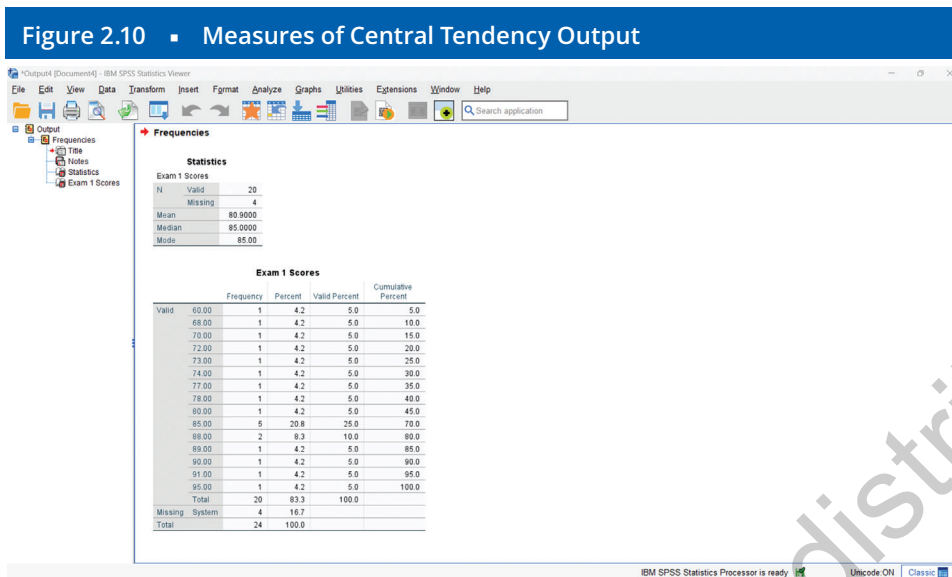 Figure 2.10 ▪ Measures of Central Tendency Output
*Output4 [Document4] - IBM SPSS Statistics Viewer
File Edit View Data Transform Insert Format Analyze Graphs Utilities Extensions Window Help
Search application
Output
Frequencies
Title
Notes
Statistics
Exam 1 Scores
Frequencies
Statistics
Exam 1 Scores
N Valid 20
Missing 4
Mean 80.9000
Median 85.0000
Mode 85.00
Exam 1 Scores
Frequency Percent Valid Percent Cumulative Percent
Valid 60.00 1 4.2 5.0 5.0
68.00 1 4.2 5.0 10.0
70.00 1 4.2 5.0 15.0
72.00 1 4.2 5.0 20.0
73.00 1 4.2 5.0 25.0
74.00 1 4.2 5.0 30.0
77.00 1 4.2 5.0 35.0
78.00 1 4.2 5.0 40.0
80.00 1 4.2 5.0 45.0
85.00 5 20.8 25.0 70.0
88.00 2 8.3 10.0 80.0
89.00 1 4.2 5.0 85.0
90.00 1 4.2 5.0 90.0
91.00 1 4.2 5.0 95.0
95.00 1 4.2 5.0 100.0
Total 20 83.3 100.0
Missing System 4 16.7
Total 24 100.0
IBM SPSS Statistics Processor is ready Unicode:ON Classic
distri